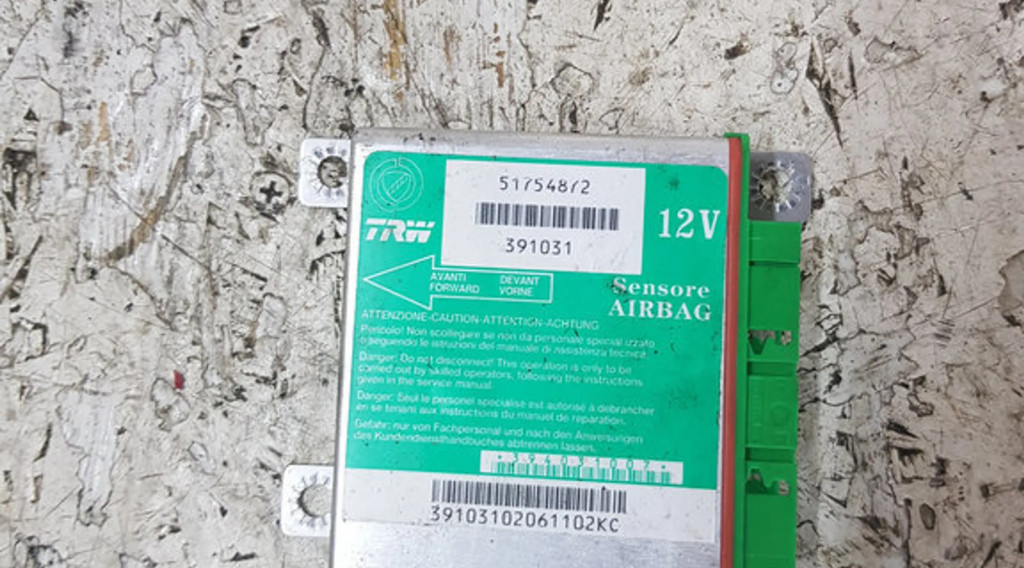 51754872
391031
TRW
12V
AVANTI DEVANT
FORWARD VORNE
Sensore
AIRBAG
ATTENZIONE-CAUTION-ATTENTION-ACHTUNG
Pericolo! Non scollegare se non da personale specializzato
e seguendo le istruzioni del manuale di assistenza tecnica.
Danger: Do not disconnect! This operation is only to be
carried out by skilled operators, following the instructions
given in the service manual.
Danger: Seul le personel specialise est autorisé à debrancher
en se tenant aux instructions du manuel de reparation.
Gefahr: nur von Fachpersonal und nach den Anweisungen
des Kundendiensthandbuches abtrennen lassen.
39103102061102KC